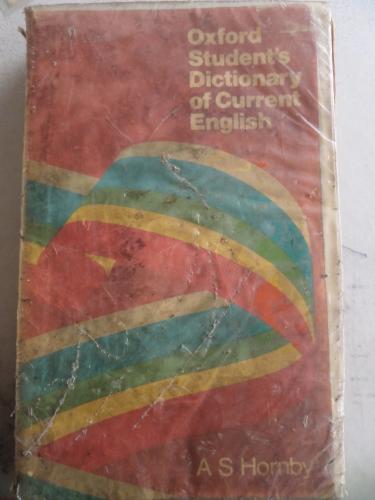 Oxford
Student's
Dictionary
of Current
English
A S Hornby